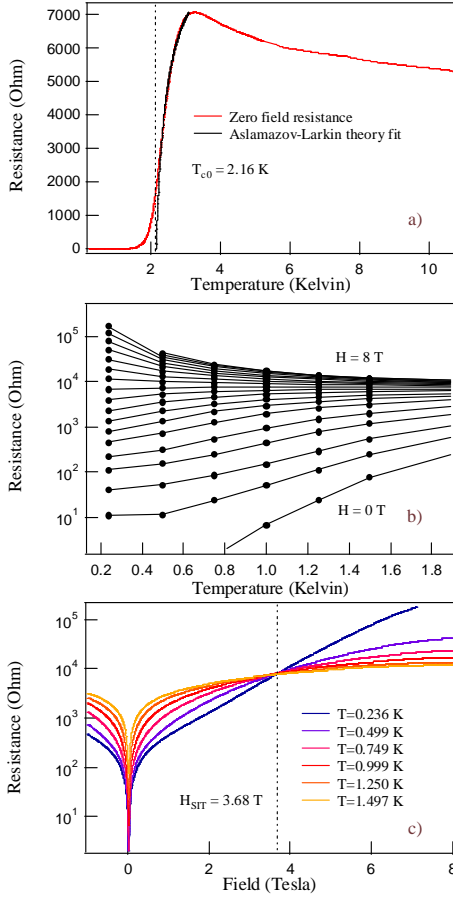 7000
6000
5000
4000
3000
2000
1000
0
Resistance (Ohm)
Zero field resistance
Aslamazov-Larkin theory fit
T_c0 = 2.16 K
a)
2 4 6 8 10
Temperature (Kelvin)
10^5
10^4
10^3
10^2
10^1
Resistance (Ohm)
H = 8 T
H = 0 T
b)
0.2 0.4 0.6 0.8 1.0 1.2 1.4 1.6 1.8
Temperature (Kelvin)
10^5
10^4
10^3
10^2
10^1
Resistance (Ohm)
T=0.236 K
T=0.499 K
T=0.749 K
T=0.999 K
T=1.250 K
T=1.497 K
H_SIT = 3.68 T
c)
0 2 4 6 8
Field (Tesla)